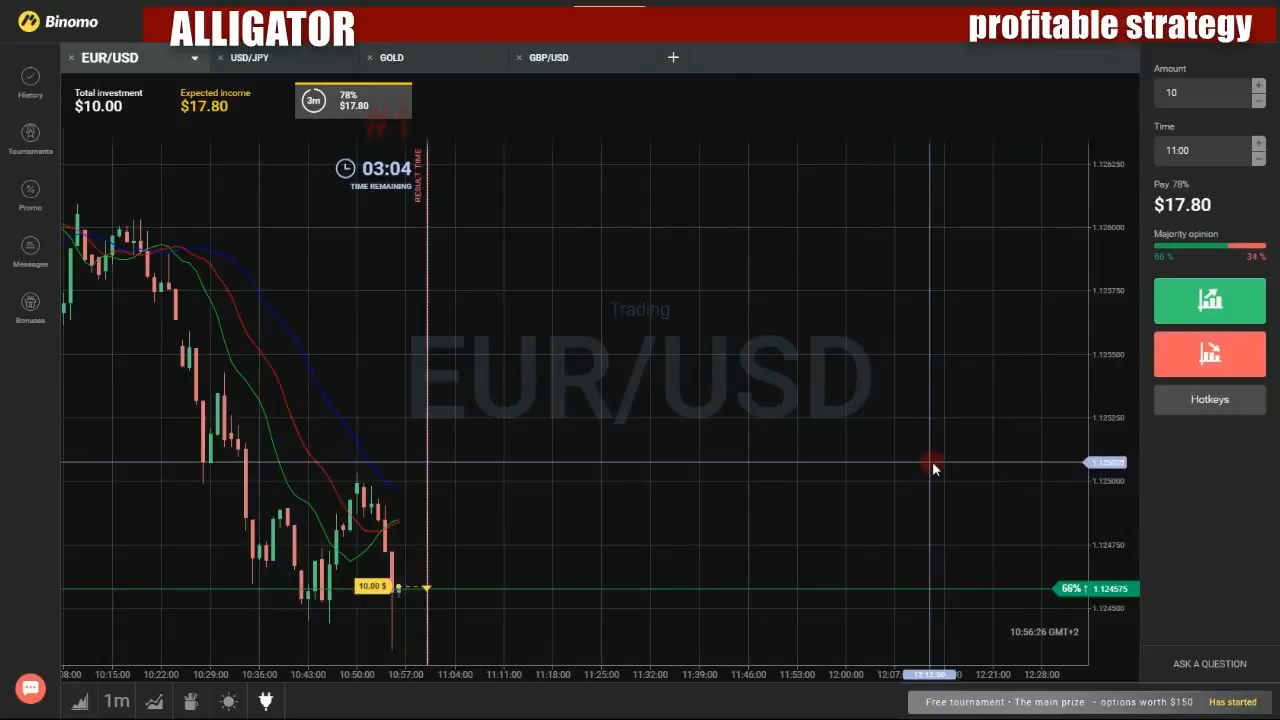 Binomo
ALLIGATOR
profitable strategy
EUR/USD
USD/JPY
GOLD
GBP/USD
Total investment
$10.00
Expected income
$17.80
3m
78%
$17.80
#1
03:04
TIME REMAINING
RESULT TIME
History
Tournaments
Promo
Messages
Bonuses
Amount
10
Time
11:00
Pay 78%
$17.80
Majority opinion
66 %
34 %
Hotkeys
Trading
EUR/USD
1.126250
1.126000
1.125750
1.125500
1.125250
1.125000
1.124750
1.124500
10.00 $
66% ↑ 1.124575
10:56:26 GMT+2
10:15:00
10:22:00
10:29:00
10:36:00
10:43:00
10:50:00
10:57:00
11:04:00
11:11:00
11:18:00
11:25:00
11:32:00
11:39:00
11:46:00
11:53:00
12:00:00
12:12:00
12:21:00
12:28:00
1m
ASK A QUESTION
Free tournament • The main prize – options worth $150 Has started